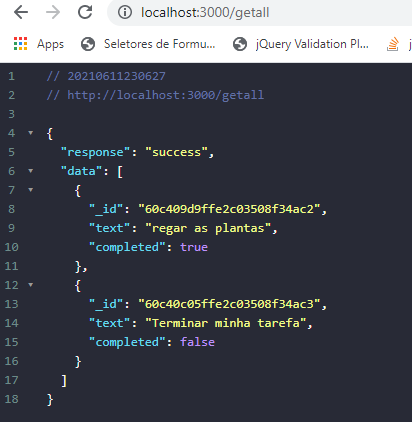 localhost:3000/getall
Apps Seletores de Formu... jQuery Validation Pl...
1 // 20210611230627
2 // http://localhost:3000/getall
3
4 {
5 "response": "success",
6 "data": [
7 {
8 "_id": "60c409d9ffe2c03508f34ac2",
9 "text": "regar as plantas",
10 "completed": true
11 },
12 {
13 "_id": "60c40c05ffe2c03508f34ac3",
14 "text": "Terminar minha tarefa",
15 "completed": false
16 }
17 ]
18 }